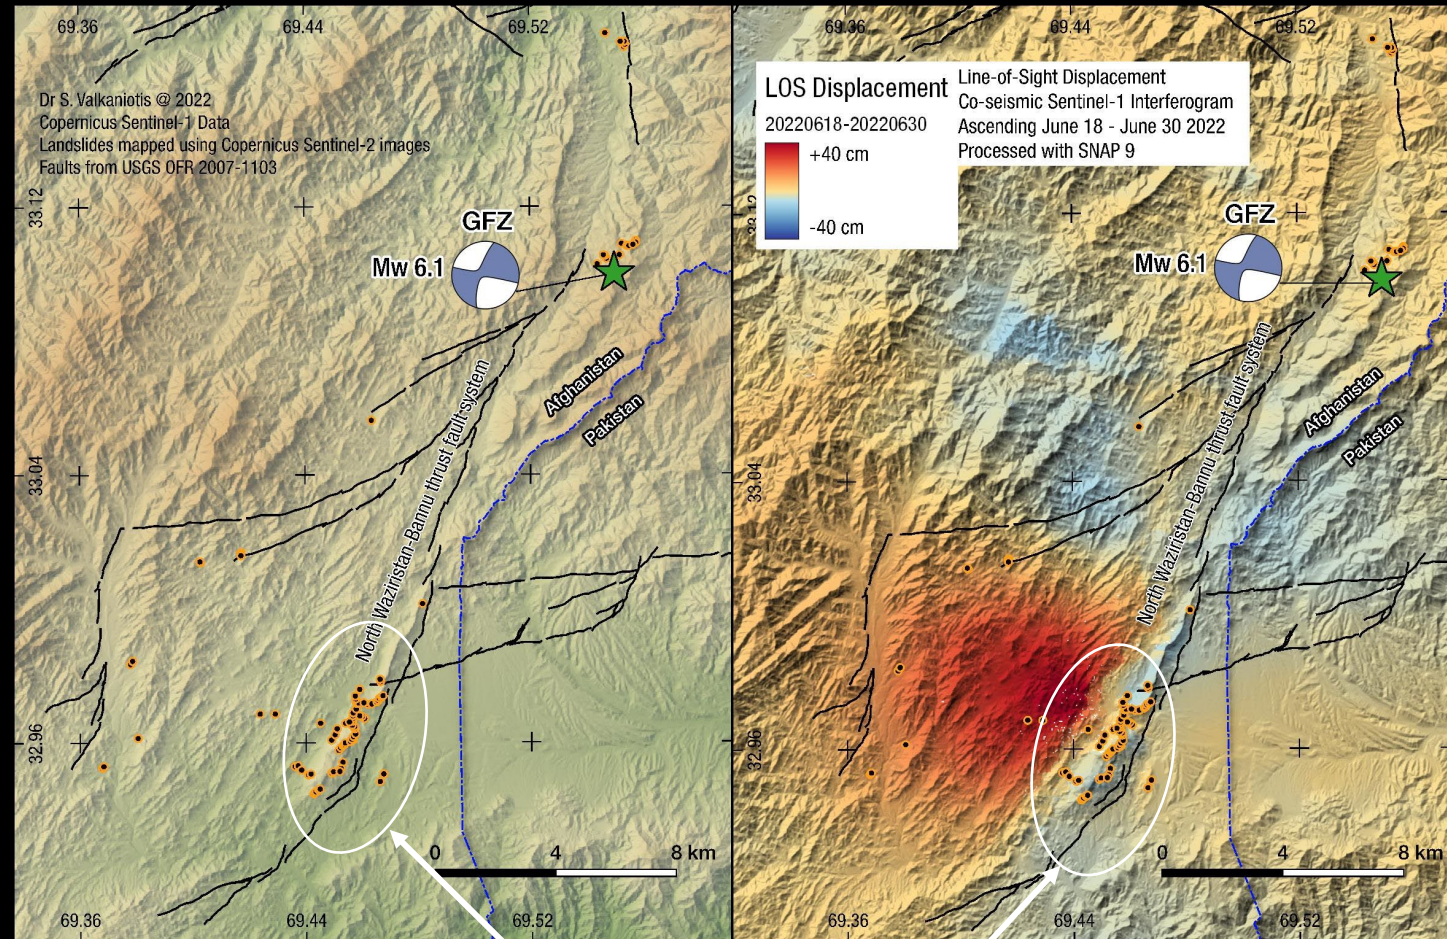 69.36
69.44
69.52
Dr S. Valkaniotis @ 2022
Copernicus Sentinel-1 Data
Landslides mapped using Copernicus Sentinel-2 images
Faults from USGS OFR 2007-1103
33.12
GFZ
Mw 6.1
Afghanistan
Pakistan
North Waziristan-Bannu thrust fault system
33.04
32.96
0
4
8 km
69.36
69.44
69.52
69.36
69.44
69.52
LOS Displacement
20220618-20220630
+40 cm
-40 cm
Line-of-Sight Displacement
Co-seismic Sentinel-1 Interferogram
Ascending June 18 - June 30 2022
Processed with SNAP 9
33.12
GFZ
Mw 6.1
Afghanistan
Pakistan
North Waziristan-Bannu thrust fault system
33.04
32.96
0
4
8 km
69.36
69.44
69.52